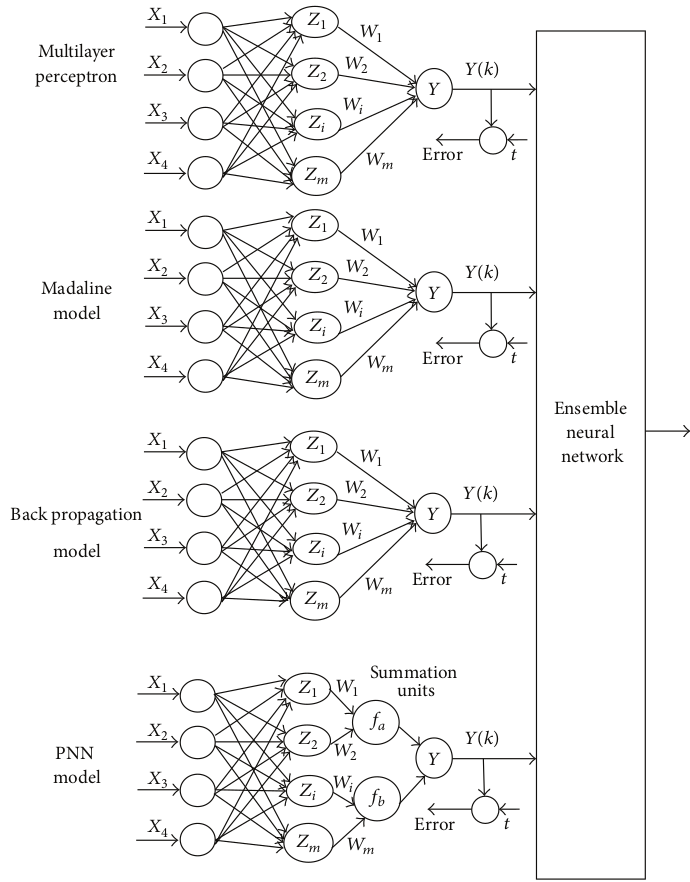 Multilayer
perceptron
X1
X2
X3
X4
Z1
Z2
Zi
Zm
W1
W2
Wi
Wm
Y
Y(k)
Error
t
Madaline
model
X1
X2
X3
X4
Z1
Z2
Zi
Zm
W1
W2
Wi
Wm
Y
Y(k)
Error
t
Back propagation
model
X1
X2
X3
X4
Z1
Z2
Zi
Zm
W1
W2
Wi
Wm
Y
Y(k)
Error
t
PNN
model
X1
X2
X3
X4
Z1
Z2
Zi
Zm
W1
W2
Wi
Wm
Summation
units
fa
fb
Y
Y(k)
Error
t
Ensemble
neural
network